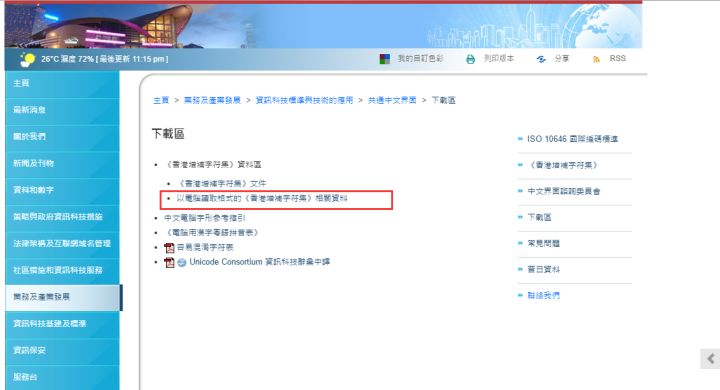 26°C 濕度 72% [最後更新 11:15 pm]
我的自訂色彩 列印版本 分享 RSS
主頁
最新消息
關於我們
新聞及刊物
資料和數字
策略與政府資訊科技措施
法律架構及互聯網域名管理
社區措施和資訊科技服務
業務及產業發展
資訊科技基建及標準
資訊保安
服務台
主頁 > 業務及產業發展 > 資訊科技標準與技術的應用 > 共通中文界面 > 下載區
下載區
《香港增補字符集》資料區
《香港增補字符集》文件
以電腦讀取格式的《香港增補字符集》相關資料
中文電腦字形參考指引
《電腦用漢字粵語拼音表》
容易混淆字符表
Unicode Consortium 資訊科技辭彙中譯
ISO 10646 國際編碼標準
《香港增補字符集》
中文界面諮詢委員會
下載區
常見問題
昔日資料
聯絡我們